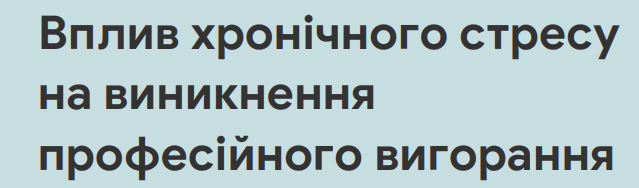 Вплив хронічного стресу
на виникнення
професійного вигорання